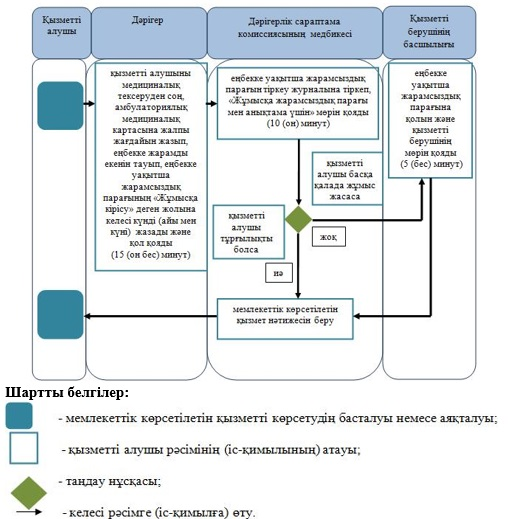 Қызметті
алушы
Дәрігер
Дәрігерлік сараптама
комиссиясының медбикесі
Қызметті
берушінің
басшылығы
қызметті алушыны
медициналық
тексеруден соң,
амбулаториялық
медициналық
картасына жалпы
жағдайын жазып,
еңбекке жарамды
екенін тауып, еңбекке
уақытша
жарамсыздық
парағының «Жұмысқа
кірісу» деген жолына
келесі күнді (айы мен
күні) жазады және
қол қояды
(15 (он бес) минут)
еңбекке уақытша жарамсыздық
парағын тіркеу журналына тіркеп,
«Жұмысқа жарамсыздық парағы
мен анықтама үшін» мөрін қояды
(10 (он) минут)
еңбекке
уақытша
жарамсыздық
парағына
қолын және
қызметті
берушінің
мөрін қояды
(5 (бес) минут)
қызметті
алушы басқа
қалада жұмыс
жасаса
қызметті
алушы
тұрғылықты
болса
жоқ
иә
мемлекеттік көрсетілетін
қызмет нәтижесін беру
Шартты белгілер:
- мемлекеттік көрсетілетін қызметті көрсетудің басталуы немесе аяқталуы;
- қызметті алушы рәсімінің (іс-қимылының) атауы;
- таңдау нұсқасы;
- келесі рәсімге (іс-қимылға) өту.